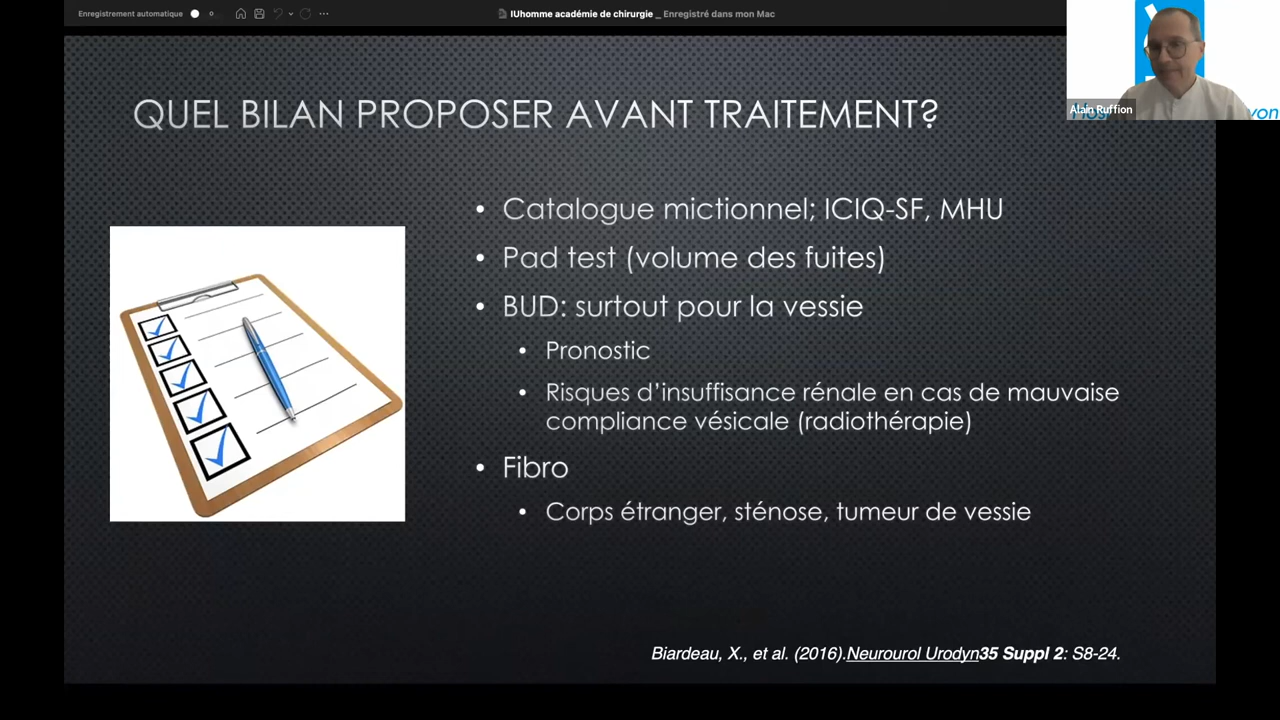 Enregistrement automatique
IUhomme académie de chirurgie _ Enregistré dans mon Mac
Alain Ruffion
QUEL BILAN PROPOSER AVANT TRAITEMENT?
• Catalogue mictionnel; ICIQ-SF, MHU
• Pad test (volume des fuites)
• BUD: surtout pour la vessie
• Pronostic
• Risques d’insuffisance rénale en cas de mauvaise
compliance vésicale (radiothérapie)
• Fibro
• Corps étranger, sténose, tumeur de vessie
Biardeau, X., et al. (2016).Neurourol Urodyn35 Suppl 2: S8-24.